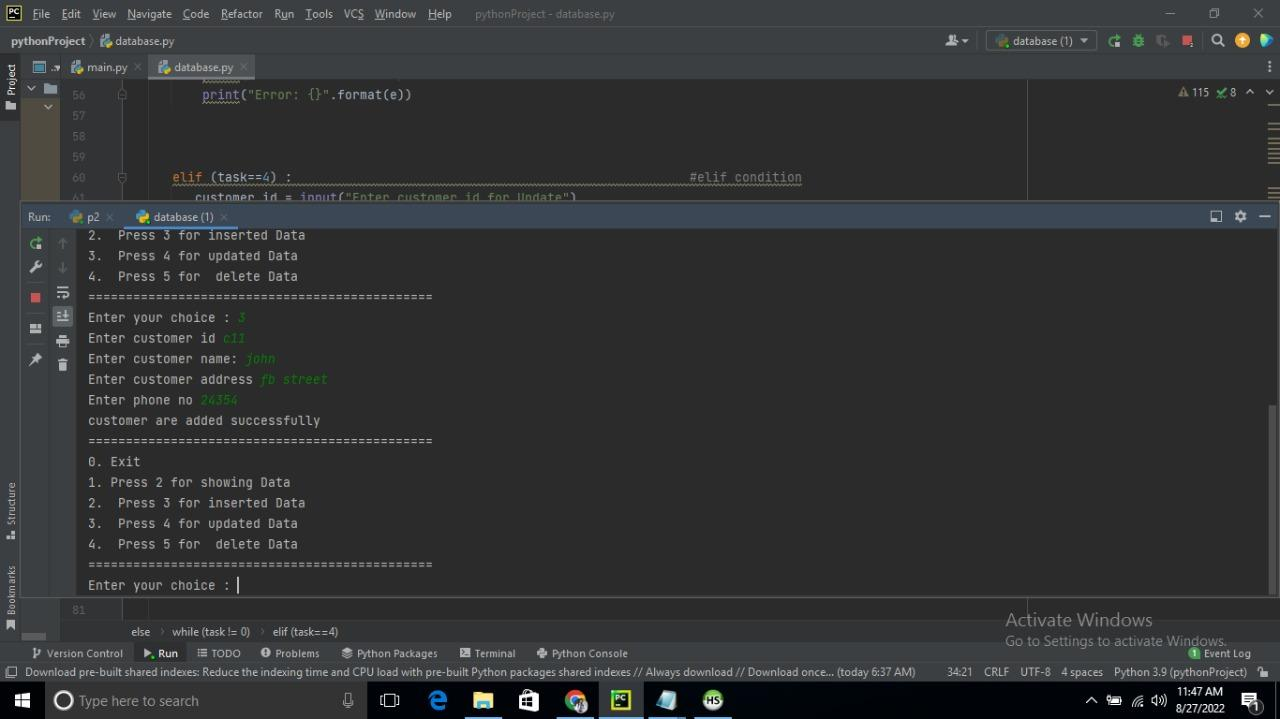 PC File Edit View Navigate Code Refactor Run Tools VCS Window Help pythonProject - database.py
pythonProject database.py database (1)
Project .. main.py database.py
56 print("Error: {}".format(e)) 115 8
57
58
59
60 elif (task==4) : #elif condition
61 customer_id = input("Enter customer id for Update")
Run: p2 database (1)
2.  Press 3 for inserted Data
3.  Press 4 for updated Data
4.  Press 5 for  delete Data
==============================================
Enter your choice : 3
Enter customer id c11
Enter customer name: john
Enter customer address fb street
Enter phone no 24354
customer are added successfully
==============================================
0. Exit
1. Press 2 for showing Data
2.  Press 3 for inserted Data
3.  Press 4 for updated Data
4.  Press 5 for  delete Data
==============================================
Enter your choice :
Structure
Bookmarks
81
Activate Windows
Go to Settings to activate Windows.
else while (task != 0) elif (task==4)
Version Control Run TODO Problems Python Packages Terminal Python Console 1 Event Log
Download pre-built shared indexes: Reduce the indexing time and CPU load with pre-built Python packages shared indexes // Always download // Download once... (today 6:37 AM) 34:21 CRLF UTF-8 4 spaces Python 3.9 (pythonProject)
Type here to search PC HS 11:47 AM
8/27/2022 1